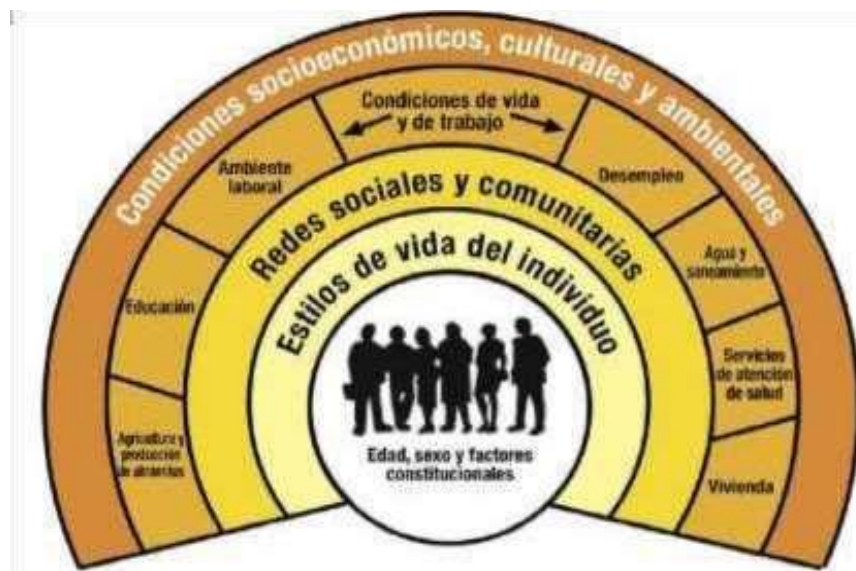 Condiciones socioeconómicos, culturales y ambientales
Condiciones de vida
y de trabajo
Ambiente
laboral
Desempleo
Redes sociales y comunitarias
Agua y
saneamiento
Estilos de vida del indivíduo
Educación
Servicios
de atención
de salud
Agricultura y
producción
de alimentos
Edad, sexo y factores
constitucionales
Vivienda